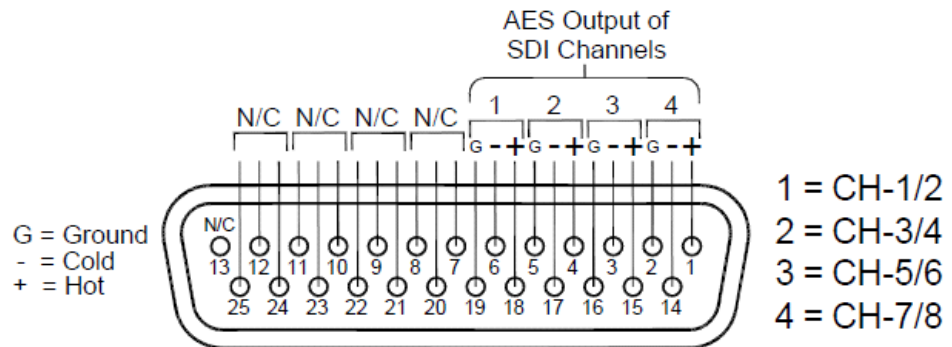 AES Output of
SDI Channels
1 2 3 4
N/C N/C N/C N/C
G - + G - + G - + G - +
1 = CH-1/2
2 = CH-3/4
3 = CH-5/6
4 = CH-7/8
G = Ground
- = Cold
+ = Hot
N/C
13 12 11 10 9 8 7 6 5 4 3 2 1
25 24 23 22 21 20 19 18 17 16 15 14